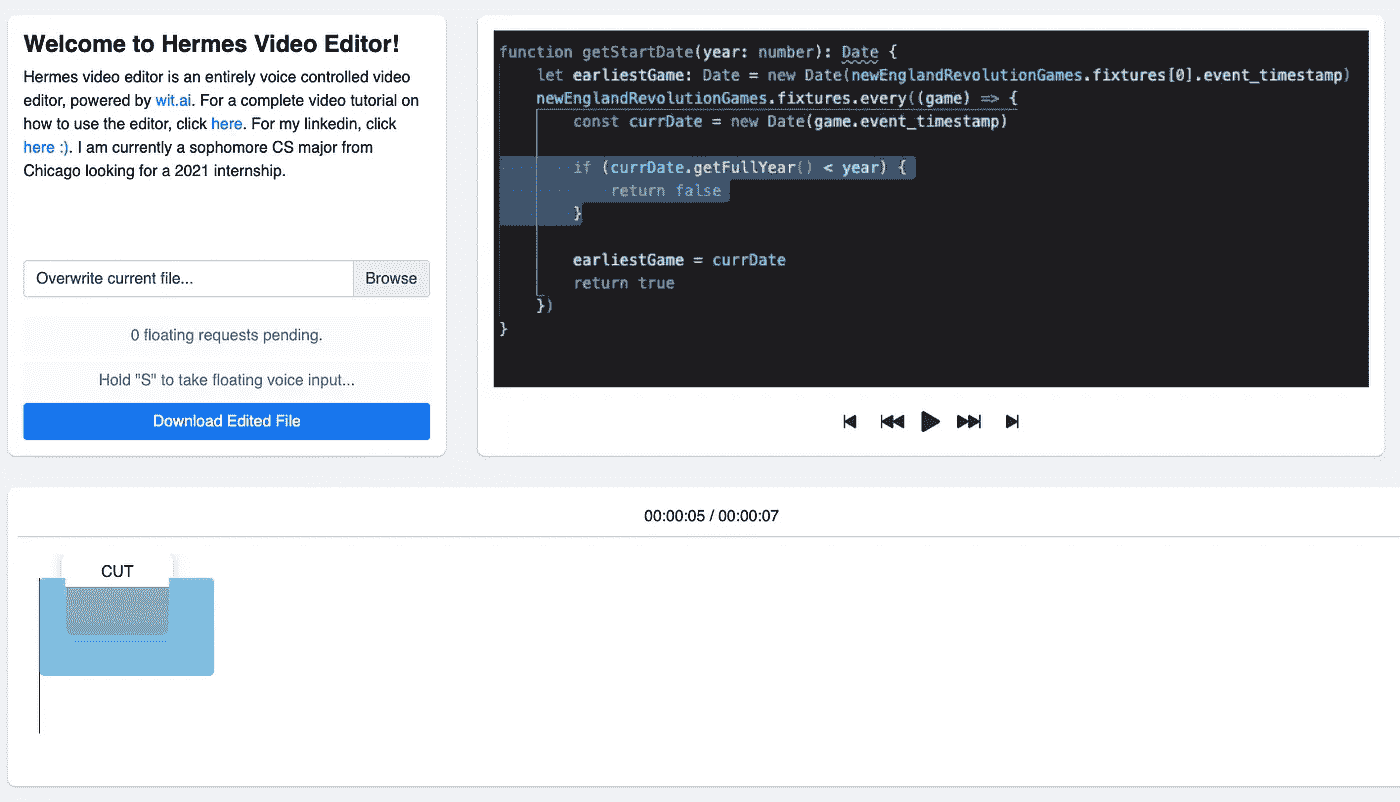 Welcome to Hermes Video Editor!
Hermes video editor is an entirely voice controlled video
editor, powered by wit.ai. For a complete video tutorial on
how to use the editor, click here. For my linkedin, click
here :). I am currently a sophomore CS major from
Chicago looking for a 2021 internship.
Overwrite current file...
Browse
0 floating requests pending.
Hold "S" to take floating voice input...
Download Edited File
function getStartDate(year: number): Date {
let earliestGame: Date = new Date(newEnglandRevolutionGames.fixtures[0].event_timestamp)
newEnglandRevolutionGames.fixtures.every((game) => {
const currDate = new Date(game.event_timestamp)
if (currDate.getFullYear() < year) {
return false
}
earliestGame = currDate
return true
})
}
00:00:05 / 00:00:07
CUT